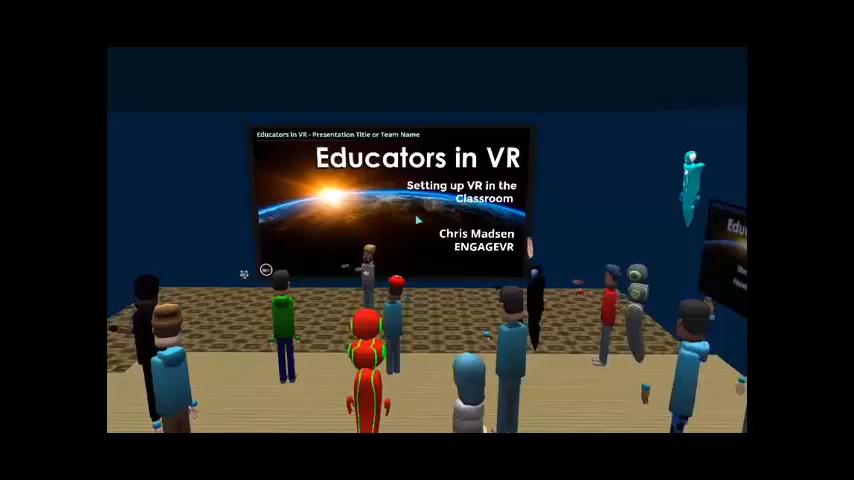 Educators in VR - Presentation Title or Team Name
Educators in VR
Setting up VR in the
Classroom
Chris Madsen
ENGAGEVR
Edu